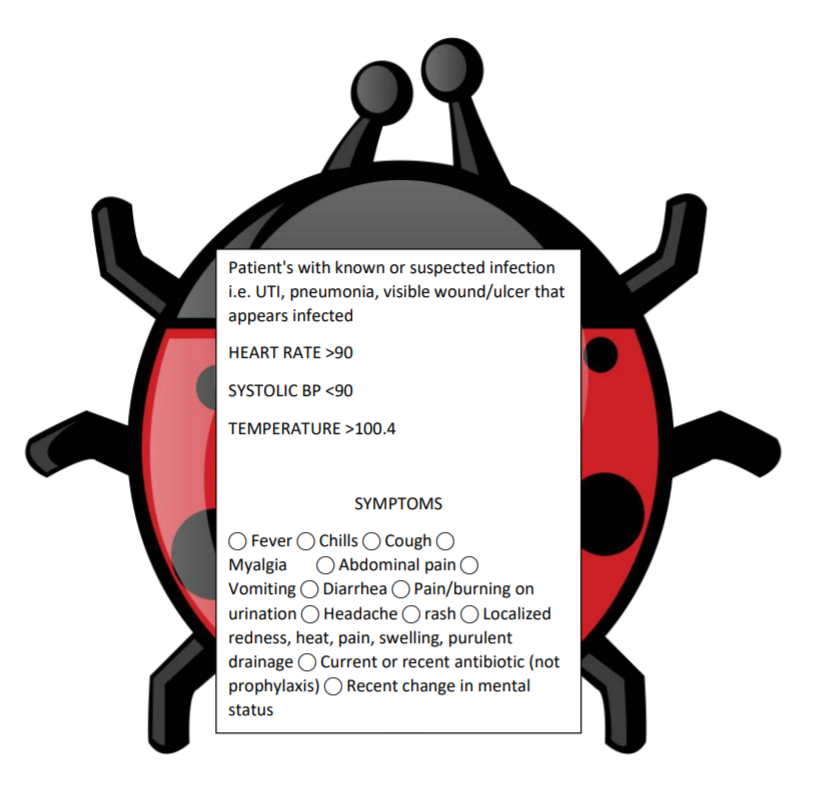 Patient's with known or suspected infection
i.e. UTI, pneumonia, visible wound/ulcer that
appears infected
HEART RATE >90
SYSTOLIC BP <90
TEMPERATURE >100.4
SYMPTOMS
◯ Fever ◯ Chills ◯ Cough ◯
Myalgia ◯ Abdominal pain ◯
Vomiting ◯ Diarrhea ◯ Pain/burning on
urination ◯ Headache ◯ rash ◯ Localized
redness, heat, pain, swelling, purulent
drainage ◯ Current or recent antibiotic (not
prophylaxis) ◯ Recent change in mental
status